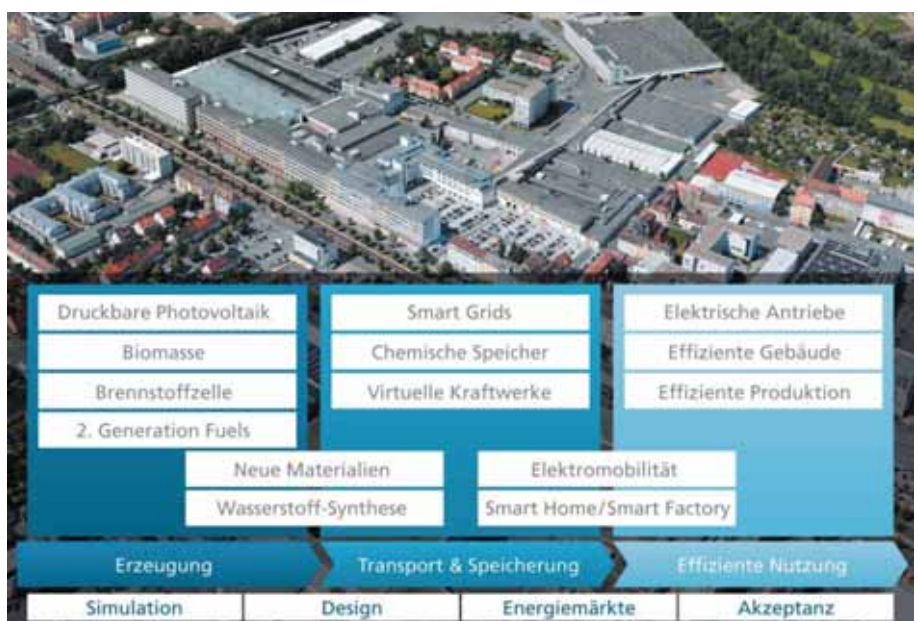 Druckbare Photovoltaik
Biomasse
Brennstoffzelle
2. Generation Fuels
Smart Grids
Chemische Speicher
Virtuelle Kraftwerke
Elektrische Antriebe
Effiziente Gebäude
Effiziente Produktion
Neue Materialien
Wasserstoff-Synthese
Elektromobilität
Smart Home/Smart Factory
Erzeugung
Transport & Speicherung
Effiziente Nutzung
Simulation
Design
Energiemärkte
Akzeptanz